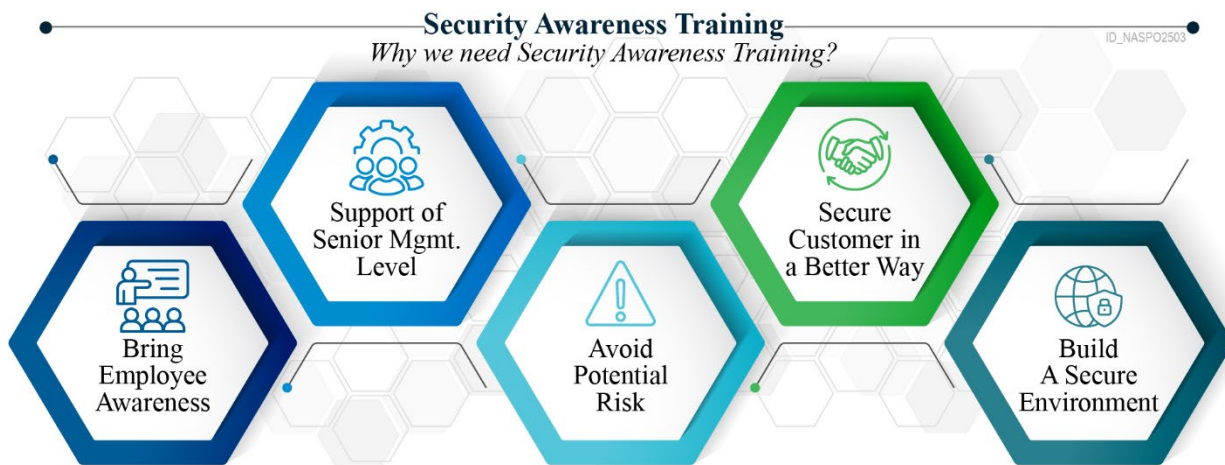 Security Awareness Training
Why we need Security Awareness Training?
ID_NASPO2503
Bring
Employee
Awareness
Support of
Senior Mgmt.
Level
Avoid
Potential
Risk
Secure
Customer in
a Better Way
Build
A Secure
Environment